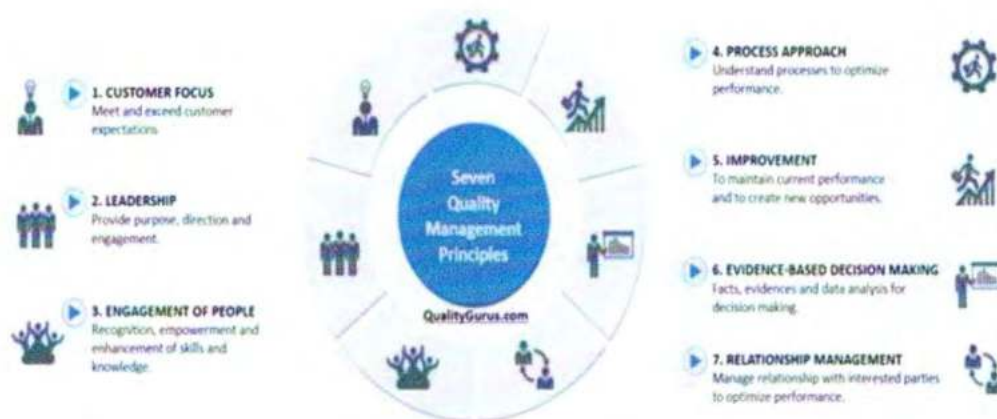 1. CUSTOMER FOCUS
Meet and exceed customer
expectations
2. LEADERSHIP
Provide purpose, direction and
engagement.
3. ENGAGEMENT OF PEOPLE
Recognition, empowerment and
enhancement of skills and
knowledge.
Seven
Quality
Management
Principles
QualityGurus.com
4. PROCESS APPROACH
Understand processes to optimize
performance.
5. IMPROVEMENT
To maintain current performance
and to create new opportunities.
6. EVIDENCE-BASED DECISION MAKING
Facts, evidences and data analysis for
decision making.
7. RELATIONSHIP MANAGEMENT
Manage relationship with interested parties
to optimize performance.